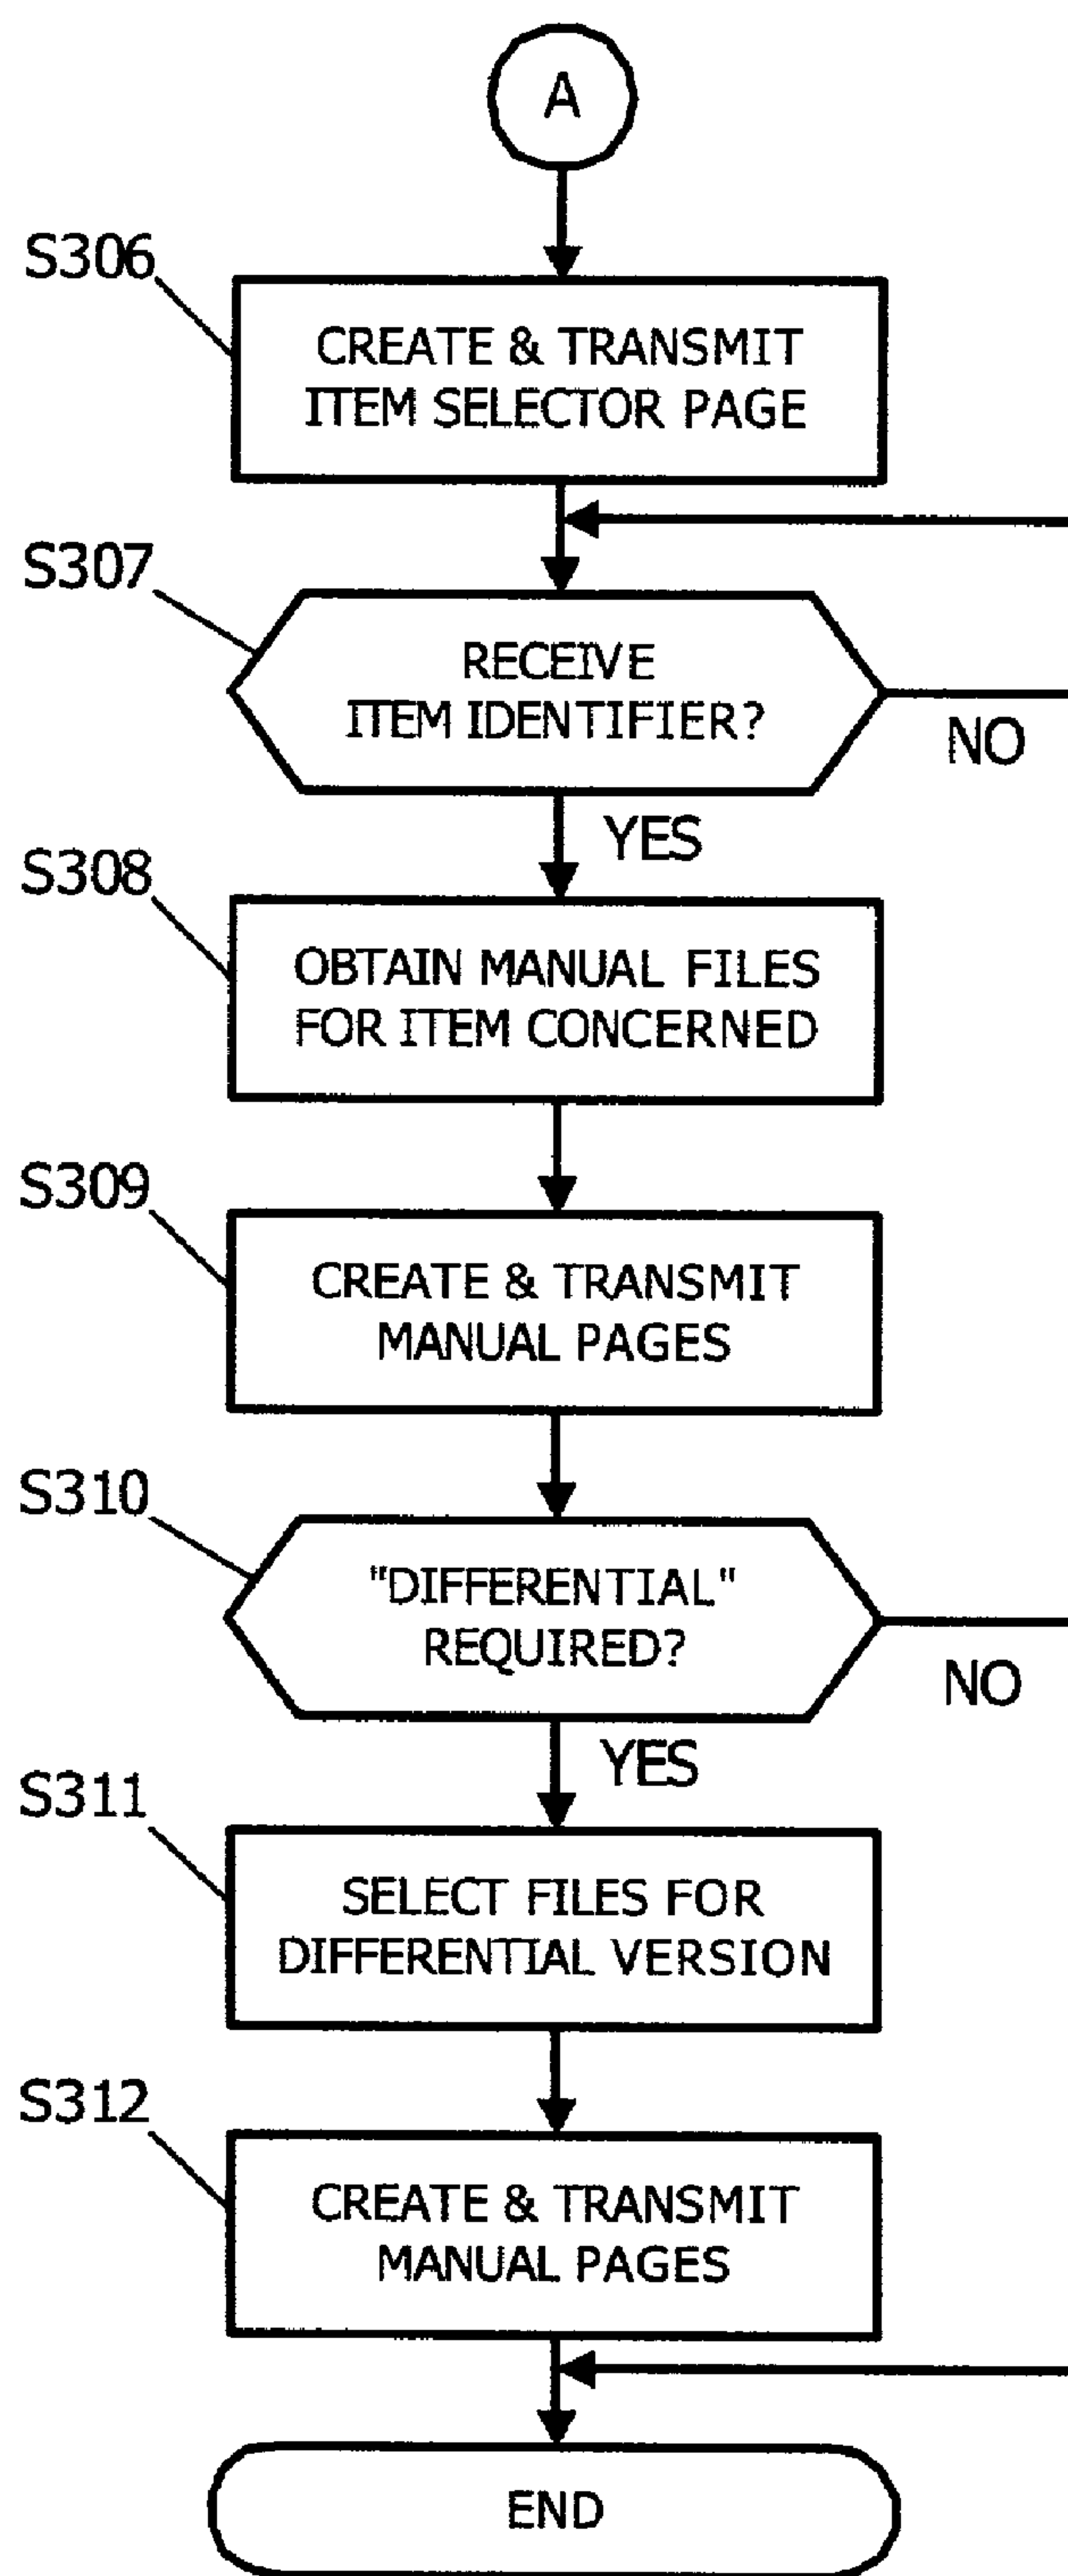 A
S306
CREATE & TRANSMIT
ITEM SELECTOR PAGE
S307
RECEIVE
ITEM IDENTIFIER?
NO
YES
S308
OBTAIN MANUAL FILES
FOR ITEM CONCERNED
S309
CREATE & TRANSMIT
MANUAL PAGES
S310
"DIFFERENTIAL"
REQUIRED?
NO
YES
S311
SELECT FILES FOR
DIFFERENTIAL VERSION
S312
CREATE & TRANSMIT
MANUAL PAGES
END